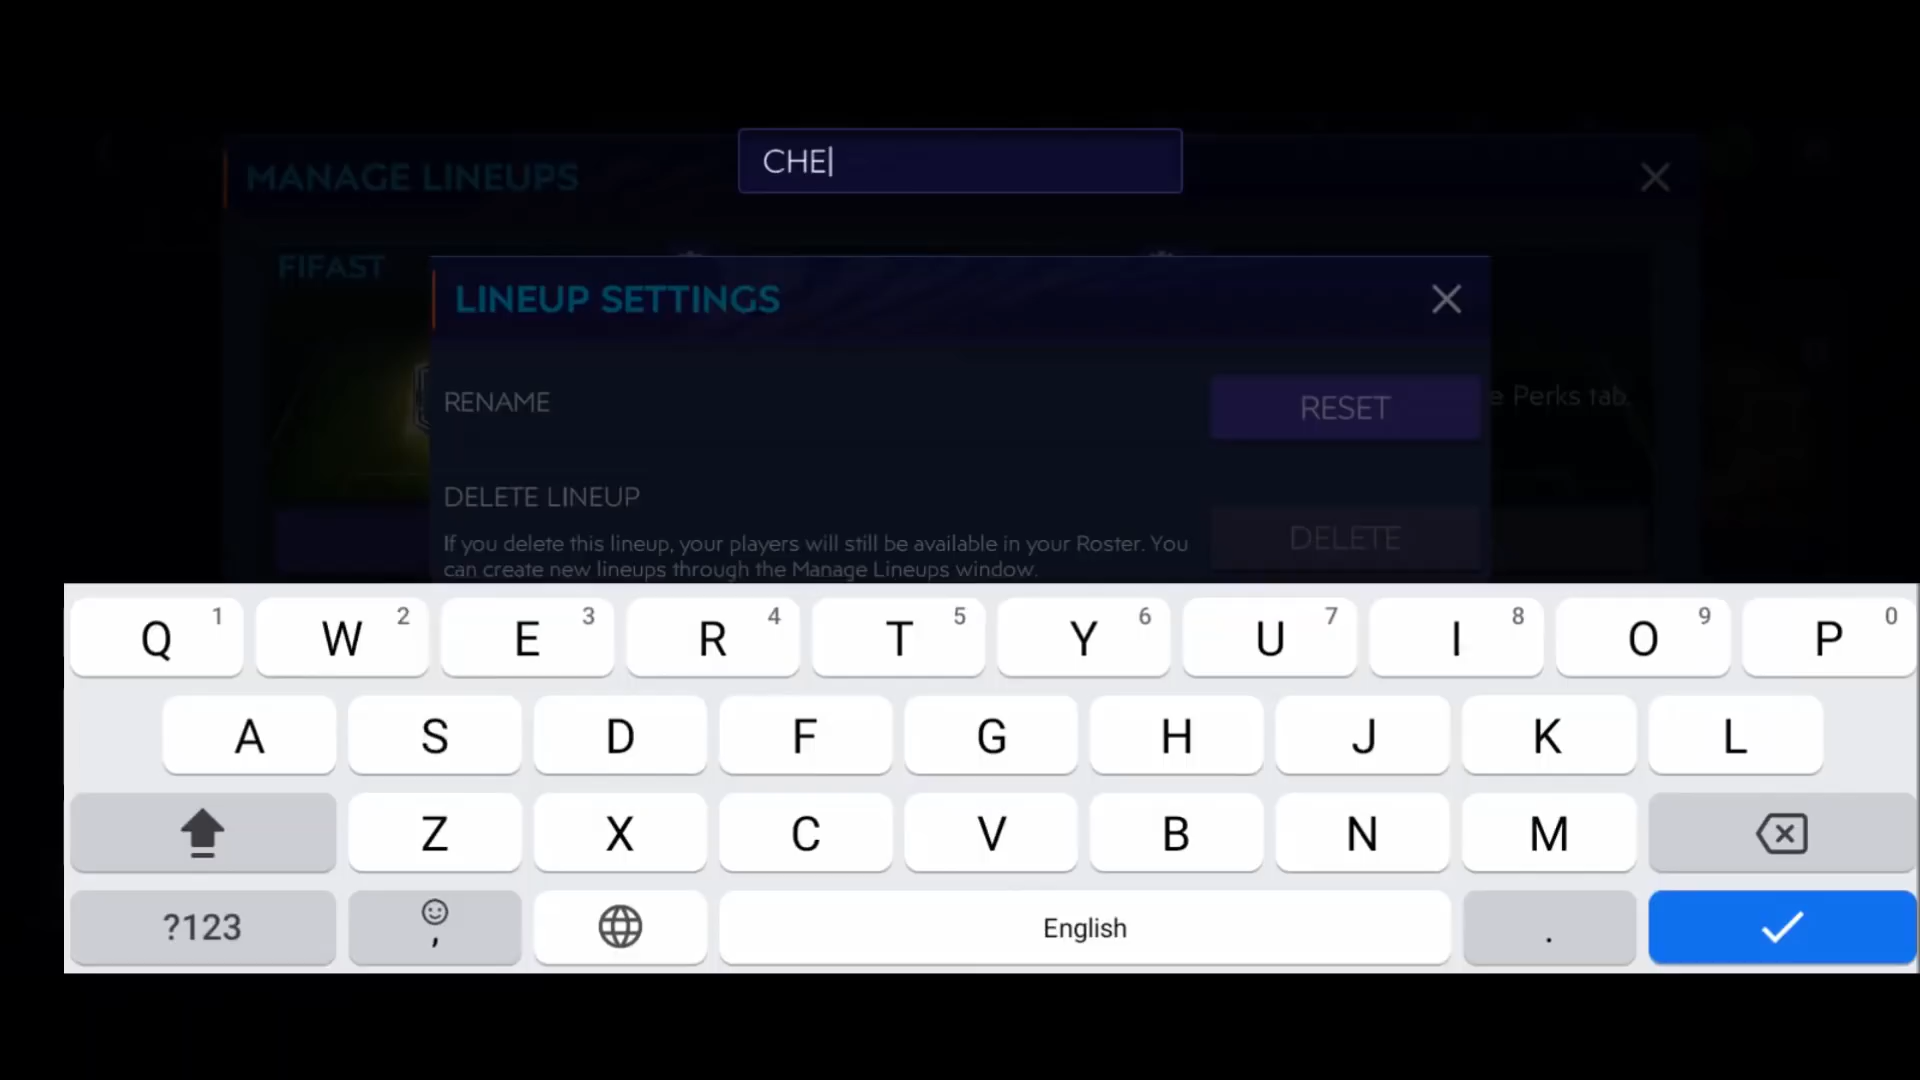 CHE
MANAGE LINEUPS
FIFAST
LINEUP SETTINGS
RENAME
RESET
e Perks tab.
DELETE LINEUP
If you delete this lineup, your players will still be available in your Roster. You
can create new lineups through the Manage Lineups window.
DELETE
Q 1 W 2 E 3 R 4 T 5 Y 6 U 7 I 8 O 9 P 0
A S D F G H J K L
Z X C V B N M
?123 , English .